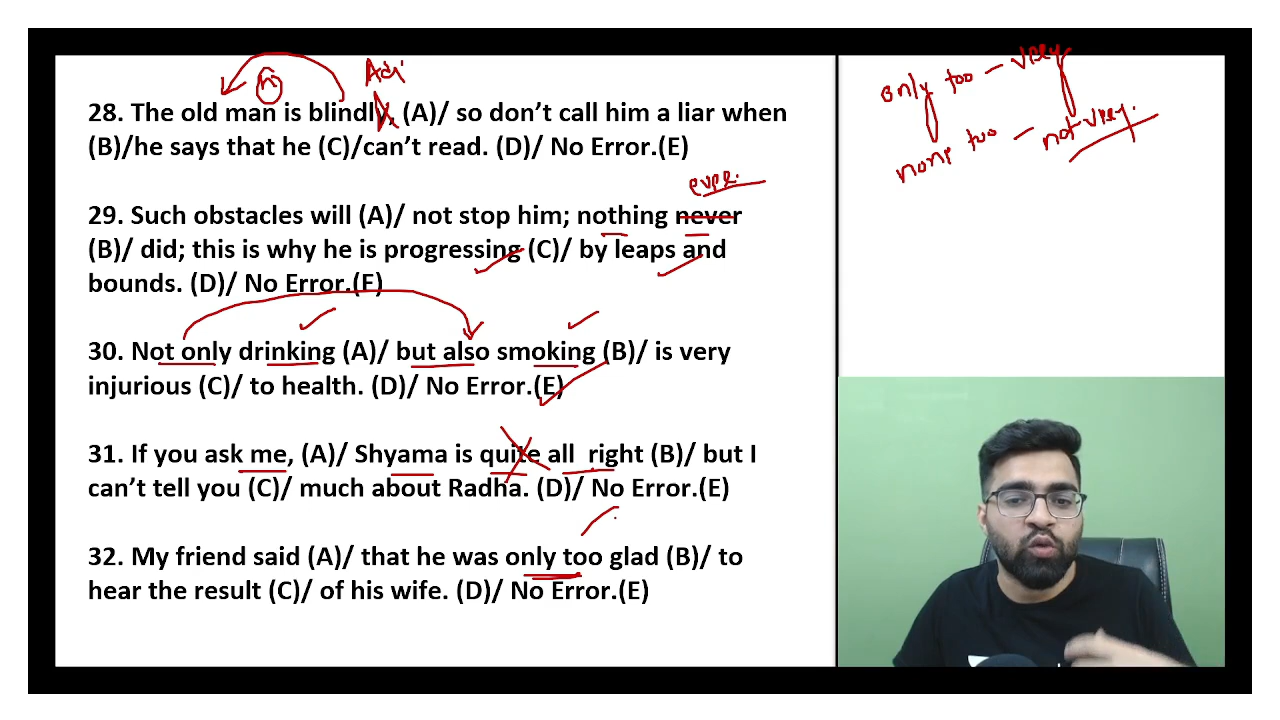 only too – very
none too – not very.
n
Adj
28. The old man is blindly, (A)/ so don't call him a liar when
(B)/he says that he (C)/can't read. (D)/ No Error.(E)
ever.
29. Such obstacles will (A)/ not stop him; nothing never
(B)/ did; this is why he is progressing (C)/ by leaps and
bounds. (D)/ No Error.(F)
30. Not only drinking (A)/ but also smoking (B)/ is very
injurious (C)/ to health. (D)/ No Error.(E)
31. If you ask me, (A)/ Shyama is quite all right (B)/ but I
can't tell you (C)/ much about Radha. (D)/ No Error.(E)
32. My friend said (A)/ that he was only too glad (B)/ to
hear the result (C)/ of his wife. (D)/ No Error.(E)